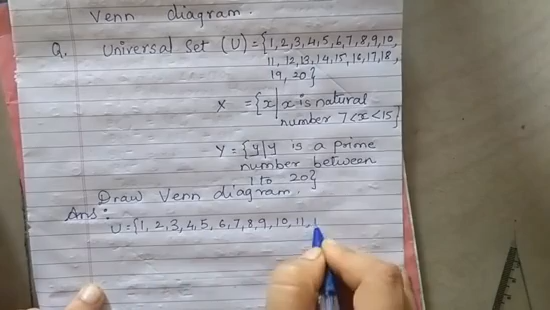 Venn diagram.
Q. Universal Set (U) = {1,2,3,4,5,6,7,8,9,10,
11, 12, 13, 14, 15, 16, 17, 18,
19, 20}
X = {x|x is natural
number 7<x<15}
Y = {y|y is a prime
number between
1 to 20}
Draw Venn diagram.
Ans:
U = {1, 2, 3, 4, 5, 6, 7, 8, 9, 10, 11, 1